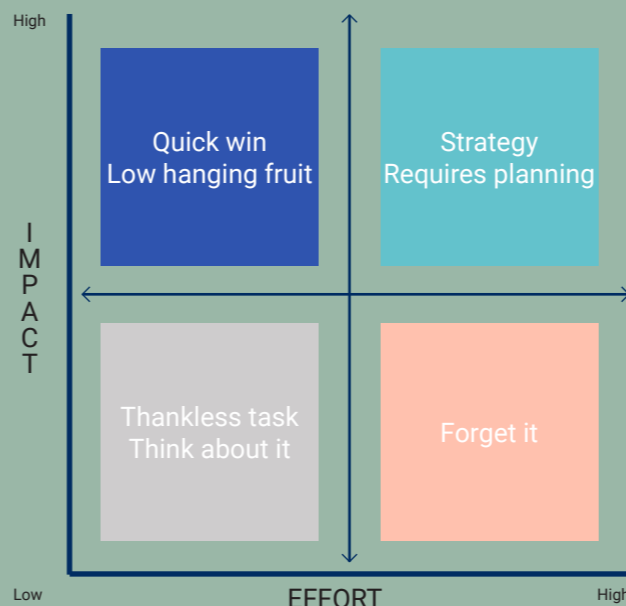 High
Quick win
Low hanging fruit
Strategy
Requires planning
IMPACT
Thankless task
Think about it
Forget it
Low
EFFORT
High